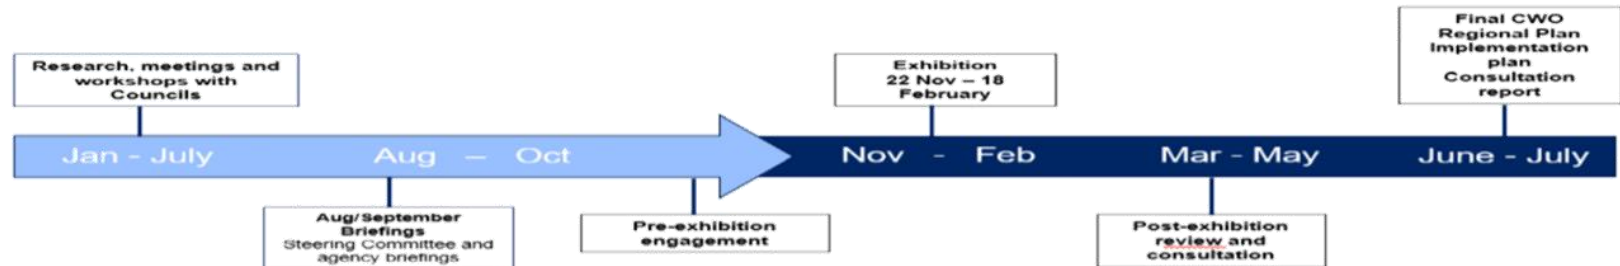 Research, meetings and
workshops with
Councils
Exhibition
22 Nov – 18
February
Final CWO
Regional Plan
Implementation
plan
Consultation
report
Jan - July
Aug – Oct
Nov - Feb
Mar - May
June - July
Aug/September
Briefings
Steering Committee and
agency briefings
Pre-exhibition
engagement
Post-exhibition
review and
consultation